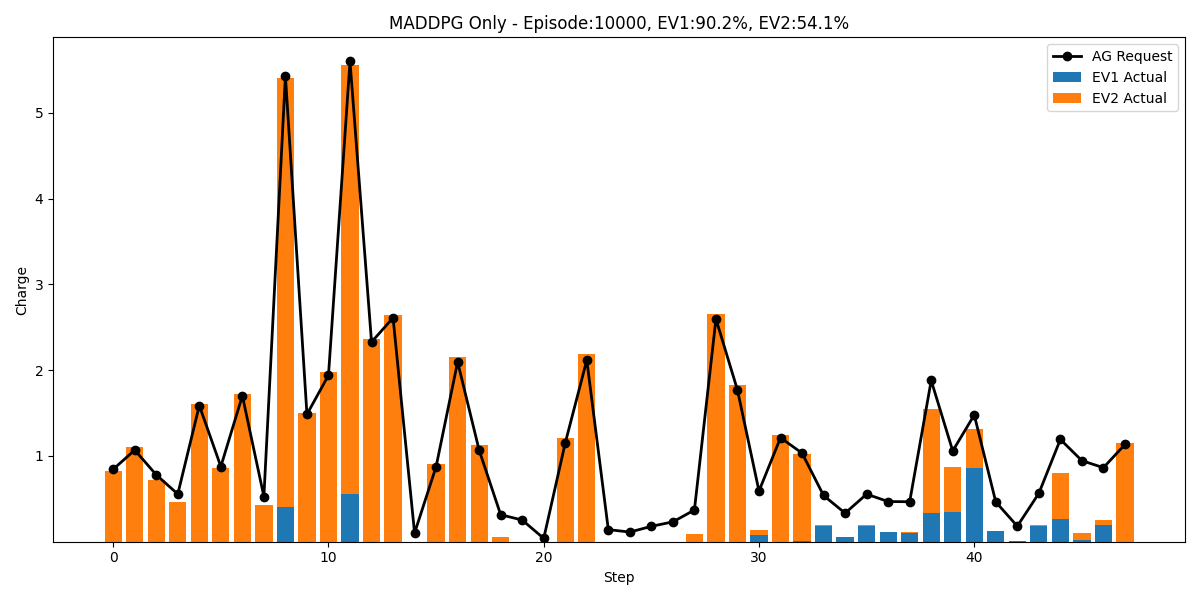 MADDPG Only - Episode:10000, EV1:90.2%, EV2:54.1%
AG Request
EV1 Actual
EV2 Actual
Charge
5
4
3
2
1
0 10 20 30 40
Step